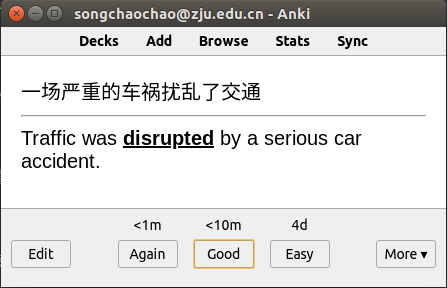 songchaochao@zju.edu.cn - Anki
Decks Add Browse Stats Sync
一场严重的车祸扰乱了交通
Traffic was disrupted by a serious car
accident.
<1m <10m 4d
Edit Again Good Easy More ▾